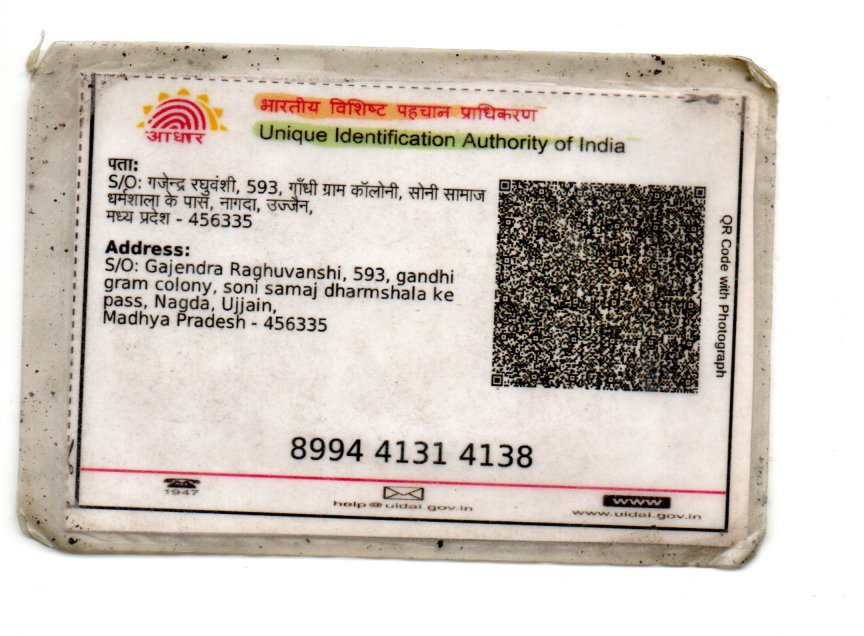 भारतीय विशिष्ट पहचान प्राधिकरण
आधार
Unique Identification Authority of India
पता:
S/O: गजेन्द्र रघुवंशी, 593, गाँधी ग्राम कॉलोनी, सोनी सामाज
धर्मशाला के पास, नागदा, उज्जैन,
मध्य प्रदेश - 456335
Address:
S/O: Gajendra Raghuvanshi, 593, gandhi
gram colony, soni samaj dharmshala ke
pass, Nagda, Ujjain,
Madhya Pradesh - 456335
QR Code with Photograph
8994 4131 4138
1947
help@uidai.gov.in
www
www.uidai.gov.in